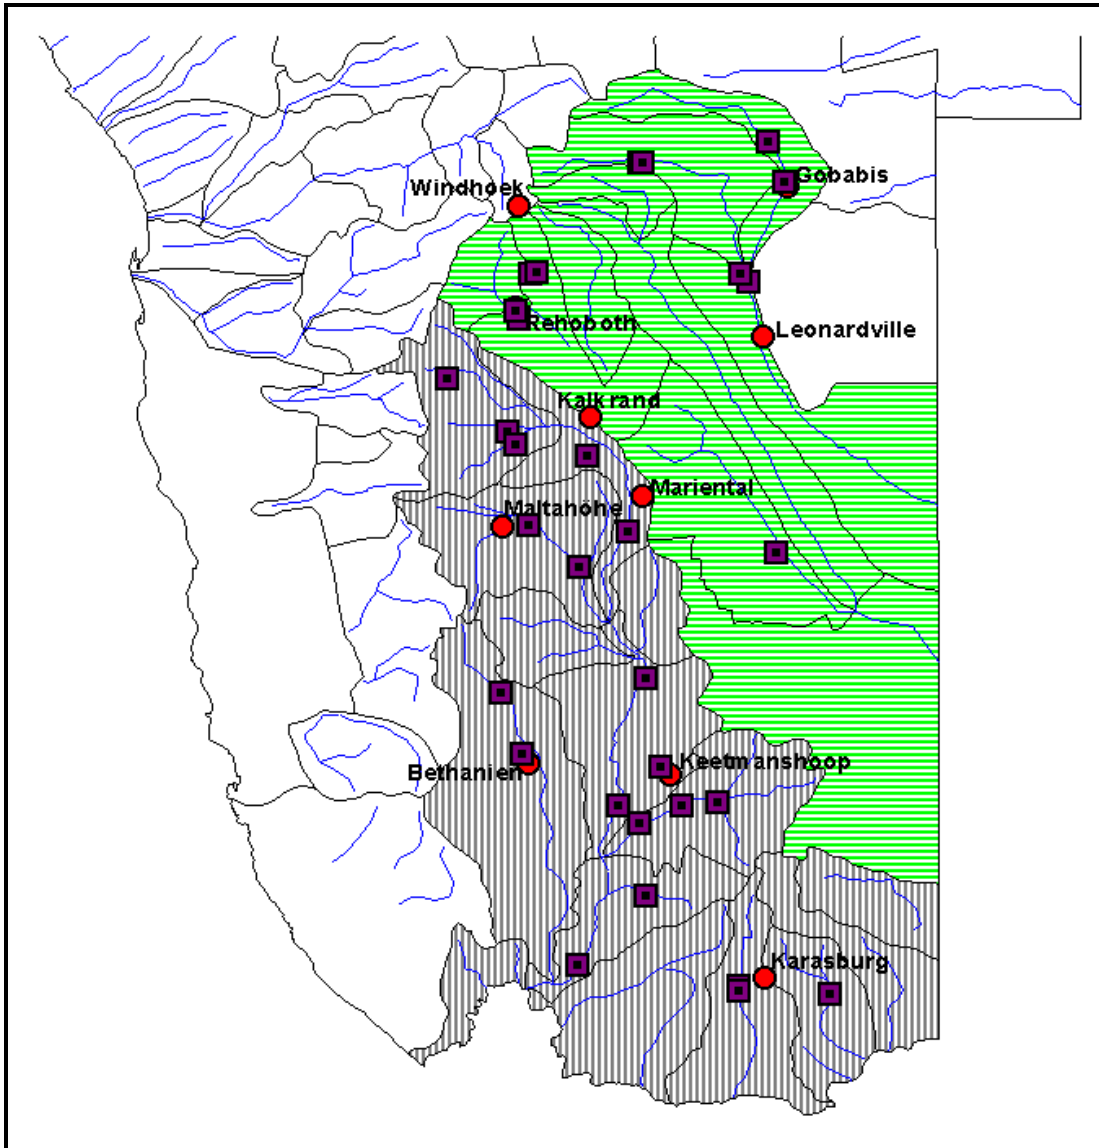 Gobabis
Windhoek
Rehoboth
Leonardville
Kalkrand
Mariental
Maltahöhe
Keetmanshoop
Bethanien
Karasburg